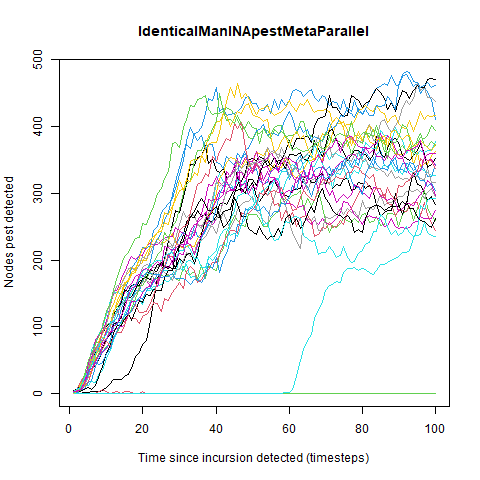 IdenticalManINApestMetaParallel
Nodes pest detected
500
400
300
200
100
0
0 20 40 60 80 100
Time since incursion detected (timesteps)